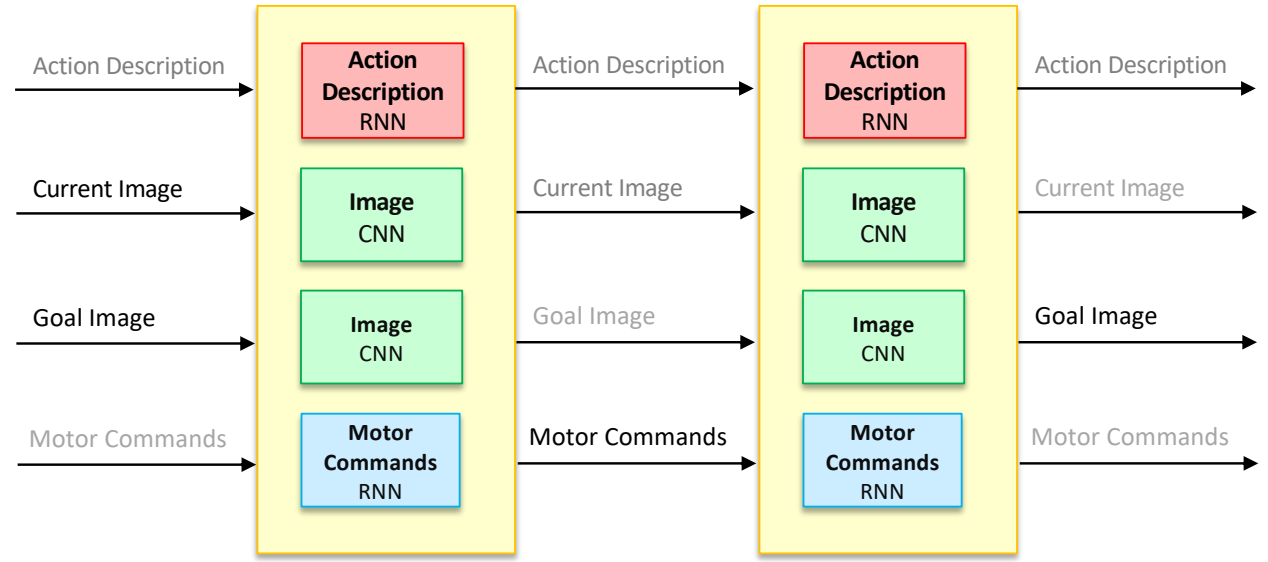 Action Description
Action
Description
RNN
Action Description
Action
Description
RNN
Action Description
Current Image
Image
CNN
Current Image
Image
CNN
Current Image
Goal Image
Image
CNN
Goal Image
Image
CNN
Goal Image
Motor Commands
Motor
Commands
RNN
Motor Commands
Motor
Commands
RNN
Motor Commands